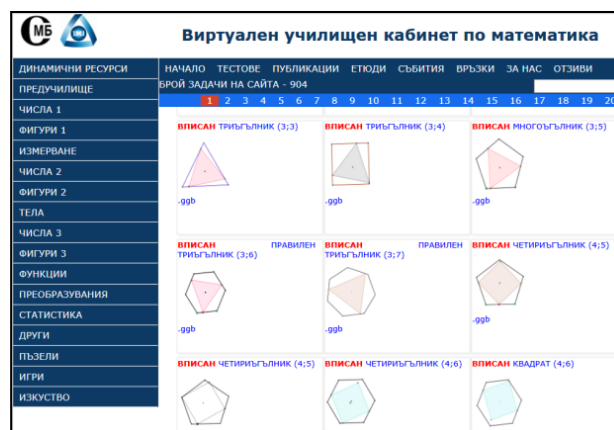 СМБ
Виртуален училищен кабинет по математика
ДИНАМИЧНИ РЕСУРСИ
ПРЕДУЧИЛИЩЕ
ЧИСЛА 1
ФИГУРИ 1
ИЗМЕРВАНЕ
ЧИСЛА 2
ФИГУРИ 2
ТЕЛА
ЧИСЛА 3
ФИГУРИ 3
ФУНКЦИИ
ПРЕОБРАЗУВАНИЯ
СТАТИСТИКА
ДРУГИ
ПЪЗЕЛИ
ИГРИ
ИЗКУСТВО
НАЧАЛО ТЕСТОВЕ ПУБЛИКАЦИИ ЕТЮДИ СЪБИТИЯ ВРЪЗКИ ЗА НАС ОТЗИВИ
БРОЙ ЗАДАЧИ НА САЙТА - 904
1 2 3 4 5 6 7 8 9 10 11 12 13 14 15 16 17 18 19 20
ВПИСАН ТРИЪГЪЛНИК (3;3)
.ggb
ВПИСАН ТРИЪГЪЛНИК (3;4)
.ggb
ВПИСАН МНОГОЪГЪЛНИК (3;5)
.ggb
ВПИСАН ПРАВИЛЕН
ТРИЪГЪЛНИК (3;6)
.ggb
ВПИСАН ПРАВИЛЕН
ТРИЪГЪЛНИК (3;7)
.ggb
ВПИСАН ЧЕТИРИЪГЪЛНИК (4;5)
.ggb
ВПИСАН ЧЕТИРИЪГЪЛНИК (4;5)
ВПИСАН ЧЕТИРИЪГЪЛНИК (4;6)
ВПИСАН КВАДРАТ (4;6)